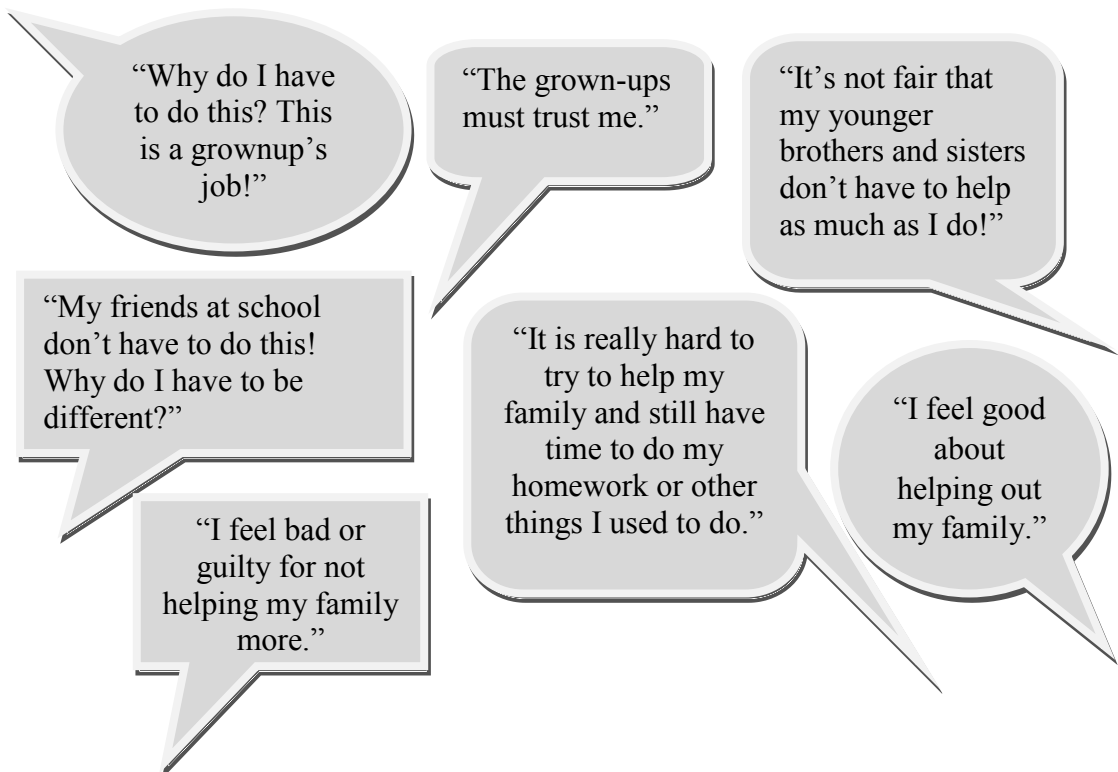 “Why do I have
to do this? This
is a grownup’s
job!”
“The grown-ups
must trust me.”
“It’s not fair that
my younger
brothers and sisters
don’t have to help
as much as I do!”
“My friends at school
don’t have to do this!
Why do I have to be
different?”
“It is really hard to
try to help my
family and still have
time to do my
homework or other
things I used to do.”
“I feel good
about
helping out
my family.”
“I feel bad or
guilty for not
helping my family
more.”